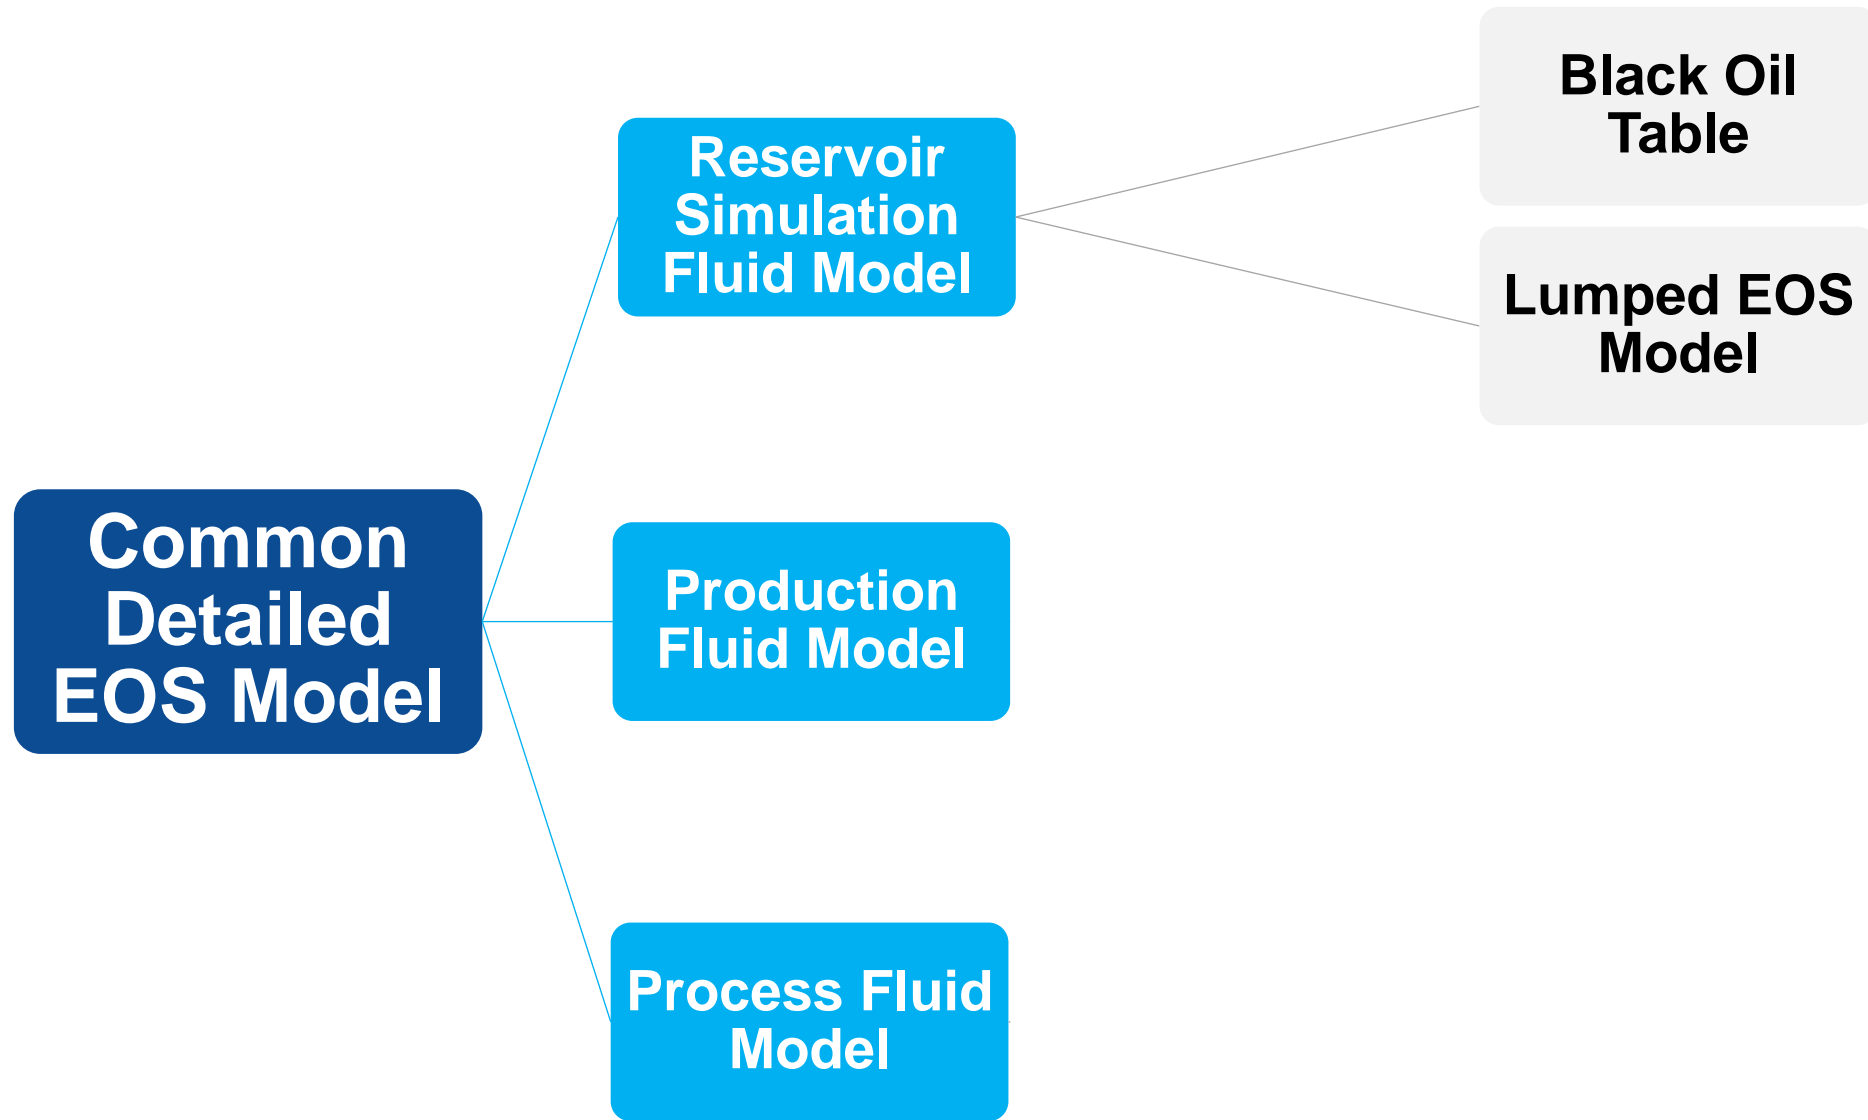 Common
Detailed
EOS Model
Reservoir
Simulation
Fluid Model
Black Oil
Table
Lumped EOS
Model
Production
Fluid Model
Process Fluid
Model